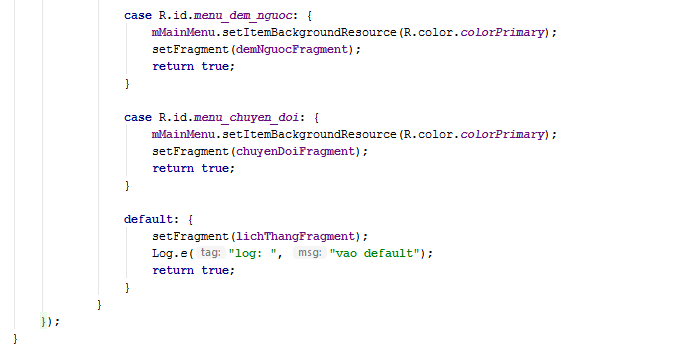 case R.id.menu_dem_nguoc: {
mMainMenu.setItemBackgroundResource(R.color.colorPrimary);
setFragment(demNguocFragment);
return true;
}
case R.id.menu_chuyen_doi: {
mMainMenu.setItemBackgroundResource(R.color.colorPrimary);
setFragment(chuyenDoiFragment);
return true;
}
default: {
setFragment(lichThangFragment);
Log.e( tag: "log: ", msg: "vao default");
return true;
}
}
});
}